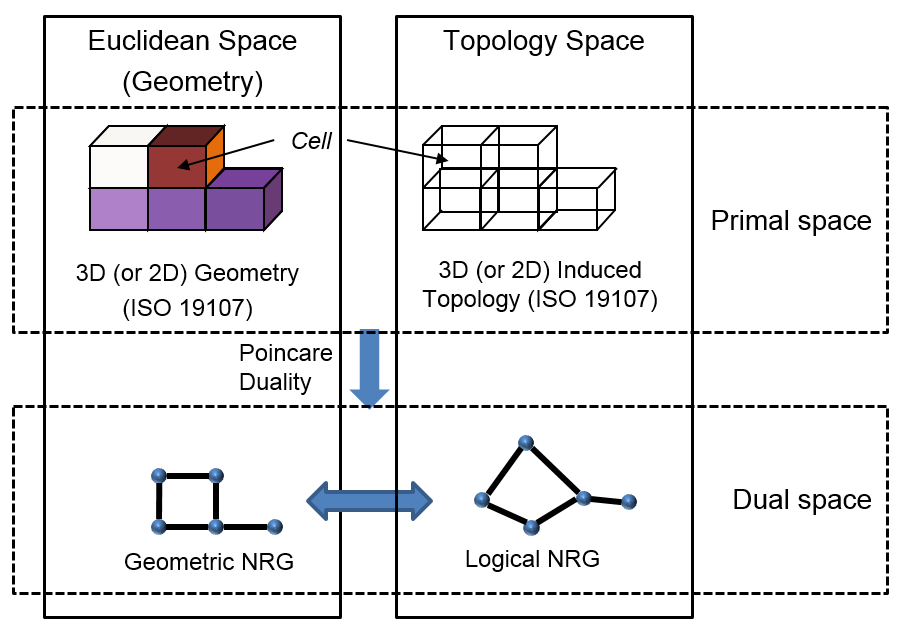 Euclidean Space
(Geometry)
Topology Space
Cell
3D (or 2D) Geometry
(ISO 19107)
3D (or 2D) Induced
Topology (ISO 19107)
Primal space
Poincare
Duality
Geometric NRG
Logical NRG
Dual space